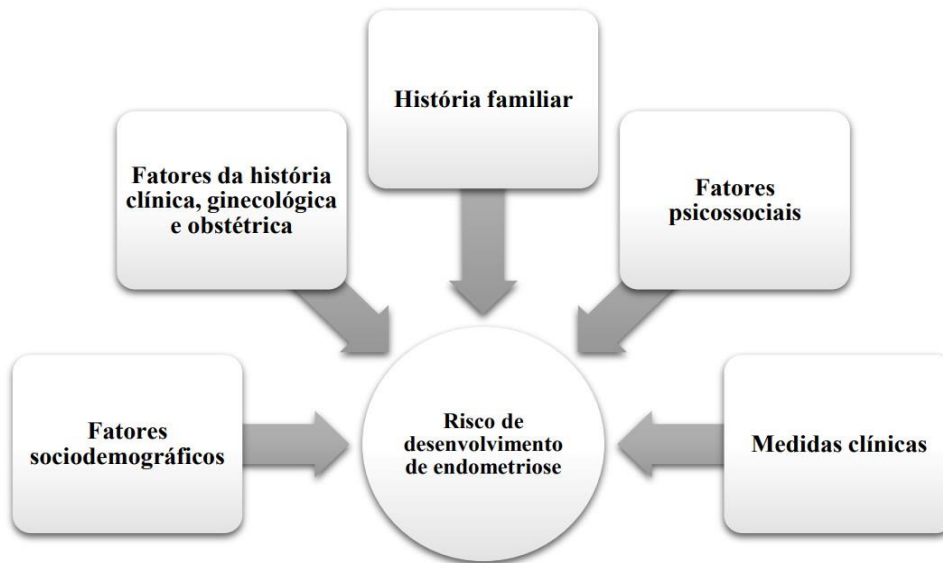 História familiar
Fatores da história
clínica, ginecológica
e obstétrica
Fatores
psicossociais
Fatores
sociodemográficos
Risco de
desenvolvimento
de endometriose
Medidas clínicas